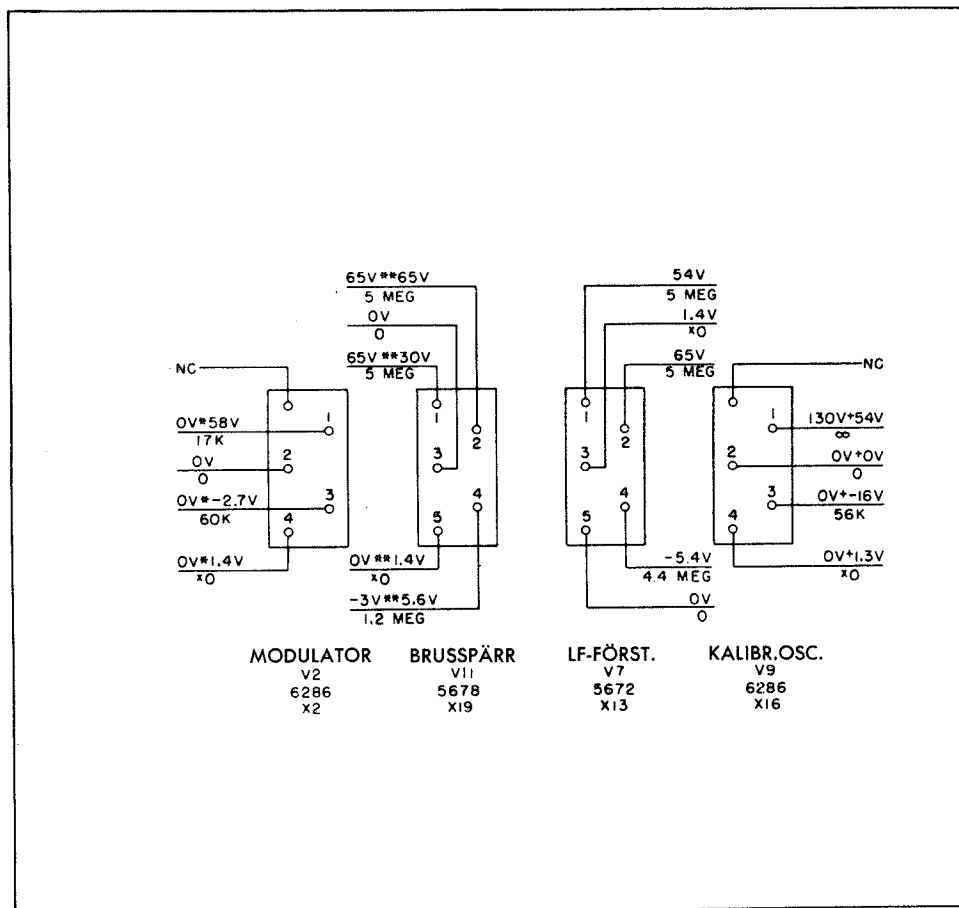 65V**65V
5 MEG
0V
0
65V**30V
5 MEG
NC
0V*58V
17K
0V
0
0V*-2.7V
60K
0V*1.4V
x0
1
2
3
4
0V**1.4V
x0
-3V**5.6V
1.2 MEG
1
2
3
4
5
54V
5 MEG
1.4V
x0
65V
5 MEG
1
2
3
4
5
-5.4V
4.4 MEG
0V
0
NC
130V+54V
∞
0V+0V
0
0V+-16V
56K
0V+1.3V
x0
1
2
3
4
MODULATOR
V2
6286
X2
BRUSSPÄRR
V11
5678
X19
LF-FÖRST.
V7
5672
X13
KALIBR.OSC.
V9
6286
X16